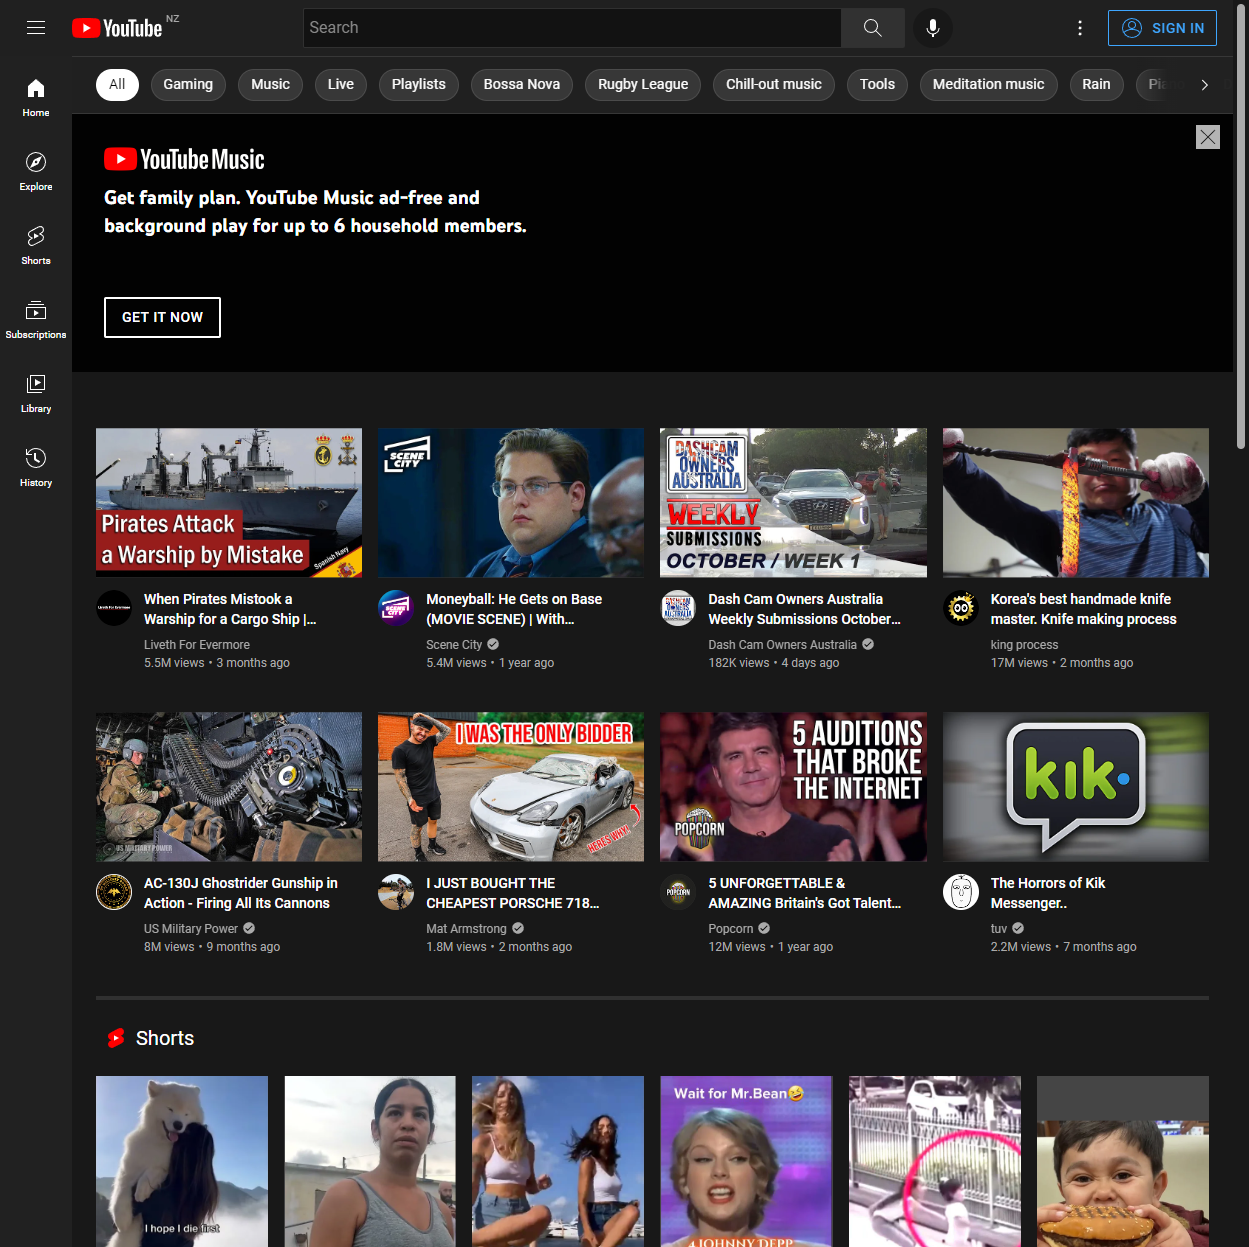 YouTube NZ
Search
SIGN IN
All
Gaming
Music
Live
Playlists
Bossa Nova
Rugby League
Chill-out music
Tools
Meditation music
Rain
Home
Explore
Shorts
Subscriptions
Library
History
YouTube Music
Get family plan. YouTube Music ad-free and
background play for up to 6 household members.
GET IT NOW
Pirates Attack
a Warship by Mistake
Spanish Navy
SCENE
CITY
DASHCAM
OWNERS
AUSTRALIA
WEEKLY
SUBMISSIONS
OCTOBER / WEEK 1
When Pirates Mistook a
Warship for a Cargo Ship |...
Liveth For Evermore
5.5M views • 3 months ago
Moneyball: He Gets on Base
(MOVIE SCENE) | With...
Scene City
5.4M views • 1 year ago
Dash Cam Owners Australia
Weekly Submissions October...
Dash Cam Owners Australia
182K views • 4 days ago
Korea's best handmade knife
master. Knife making process
king process
17M views • 2 months ago
US MILITARY POWER
I WAS THE ONLY BIDDER
HERES WHY!
5 AUDITIONS
THAT BROKE
THE INTERNET
POPCORN
kik
AC-130J Ghostrider Gunship in
Action - Firing All Its Cannons
US Military Power
8M views • 9 months ago
I JUST BOUGHT THE
CHEAPEST PORSCHE 718...
Mat Armstrong
1.8M views • 2 months ago
5 UNFORGETTABLE &
AMAZING Britain's Got Talent...
Popcorn
12M views • 1 year ago
The Horrors of Kik
Messenger..
tuv
2.2M views • 7 months ago
Shorts
I hope I die first
Wait for Mr.Bean🤣
JOHNNY DEPP